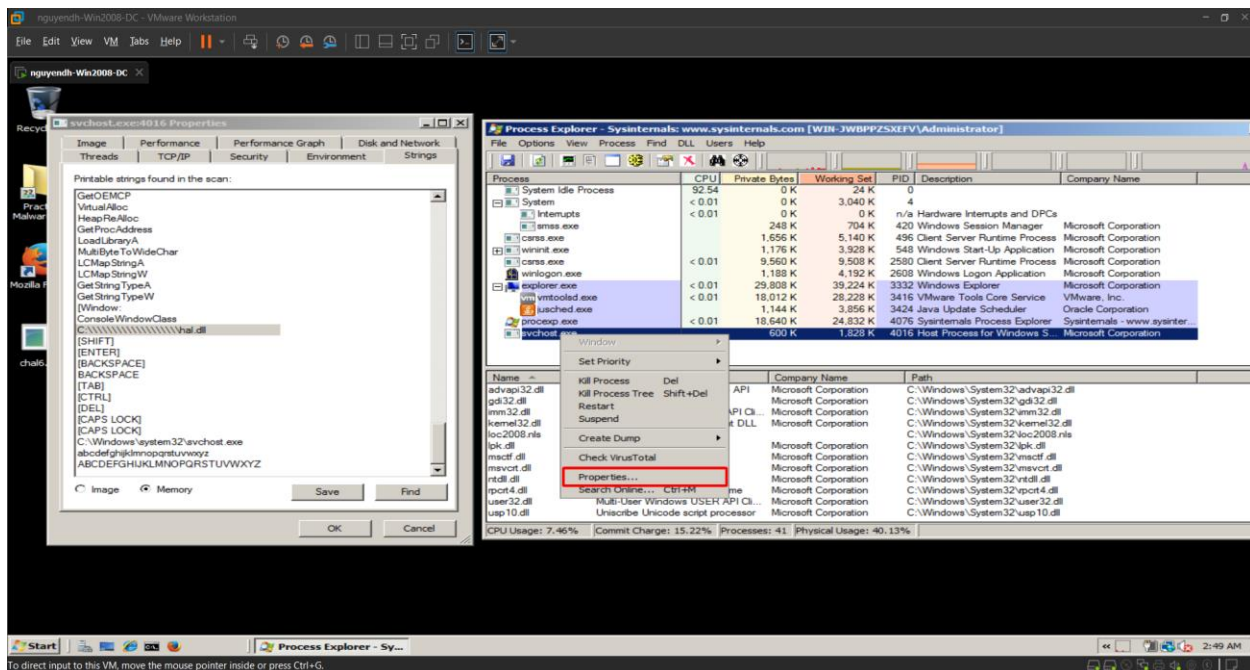 nguyendh-Win2008-DC - VMware Workstation
File Edit View VM Tabs Help
nguyendh-Win2008-DC
Recyc
Pract
Malwar
Mozilla F
chal6.
svchost.exe:4016 Properties
Image Performance Performance Graph Disk and Network
Threads TCP/IP Security Environment Strings
Printable strings found in the scan:
GetOEMCP
VirtualAlloc
HeapReAlloc
GetProcAddress
LoadLibraryA
MultiByteToWideChar
LCMapStringA
LCMapStringW
GetStringTypeA
GetStringTypeW
[Window:
ConsoleWindowClass
[SHIFT]
[ENTER]
[BACKSPACE]
BACKSPACE
[TAB]
[CTRL]
[DEL]
[CAPS LOCK]
[CAPS LOCK]
C:\Windows\system32\svchost.exe
abcdefghijklmnopqrstuvwxyz
ABCDEFGHIJKLMNOPQRSTUVWXYZ
Image Memory Save Find
OK Cancel
Process Explorer - Sysinternals: www.sysinternals.com [WIN-JWBPPZSXEFV\Administrator]
File Options View Process Find DLL Users Help
Process CPU Private Bytes Working Set PID Description Company Name
System Idle Process 92.54 0 K 24 K 0
System < 0.01 0 K 3,040 K 4
Interrupts < 0.01 0 K 0 K n/a Hardware Interrupts and DPCs
smss.exe 248 K 704 K 420 Windows Session Manager Microsoft Corporation
csrss.exe 1,656 K 5,140 K 496 Client Server Runtime Process Microsoft Corporation
wininit.exe 1,176 K 3,928 K 548 Windows Start-Up Application Microsoft Corporation
csrss.exe < 0.01 9,560 K 9,508 K 2580 Client Server Runtime Process Microsoft Corporation
winlogon.exe 1,188 K 4,192 K 2608 Windows Logon Application Microsoft Corporation
explorer.exe < 0.01 29,808 K 39,224 K 3332 Windows Explorer Microsoft Corporation
vmtoolsd.exe < 0.01 18,012 K 28,228 K 3416 VMware Tools Core Service VMware, Inc.
jusched.exe 1,144 K 3,856 K 3424 Java Update Scheduler Oracle Corporation
procexp.exe < 0.01 18,640 K 24,832 K 4076 Sysinternals Process Explorer Sysinternals - www.sysinter...
svchost.exe 600 K 1,828 K 4016 Host Process for Windows S... Microsoft Corporation
Window
Set Priority
Kill Process Del
Kill Process Tree Shift+Del
Restart
Suspend
Create Dump
Check VirusTotal
Properties...
Search Online... Ctrl+M
Name Company Name Path
advapi32.dll API Microsoft Corporation C:\Windows\System32\advapi32.dll
gdi32.dll Microsoft Corporation C:\Windows\System32\gdi32.dll
imm32.dll API Cli... Microsoft Corporation C:\Windows\System32\imm32.dll
kernel32.dll t DLL Microsoft Corporation C:\Windows\System32\kernel32.dll
loc2008.nls C:\Windows\System32\loc2008.nls
lpk.dll Microsoft Corporation C:\Windows\System32\lpk.dll
msctf.dll Microsoft Corporation C:\Windows\System32\msctf.dll
msvcrt.dll Microsoft Corporation C:\Windows\System32\msvcrt.dll
ntdll.dll Microsoft Corporation C:\Windows\System32\ntdll.dll
rpcrt4.dll me Microsoft Corporation C:\Windows\System32\rpcrt4.dll
user32.dll Multi-User Windows USER API Cli... Microsoft Corporation C:\Windows\System32\user32.dll
usp10.dll Uniscribe Unicode script processor Microsoft Corporation C:\Windows\System32\usp10.dll
CPU Usage: 7.46% Commit Charge: 15.22% Processes: 41 Physical Usage: 40.13%
Start Process Explorer - Sy... 2:49 AM
To direct input to this VM, move the mouse pointer inside or press Ctrl+G.